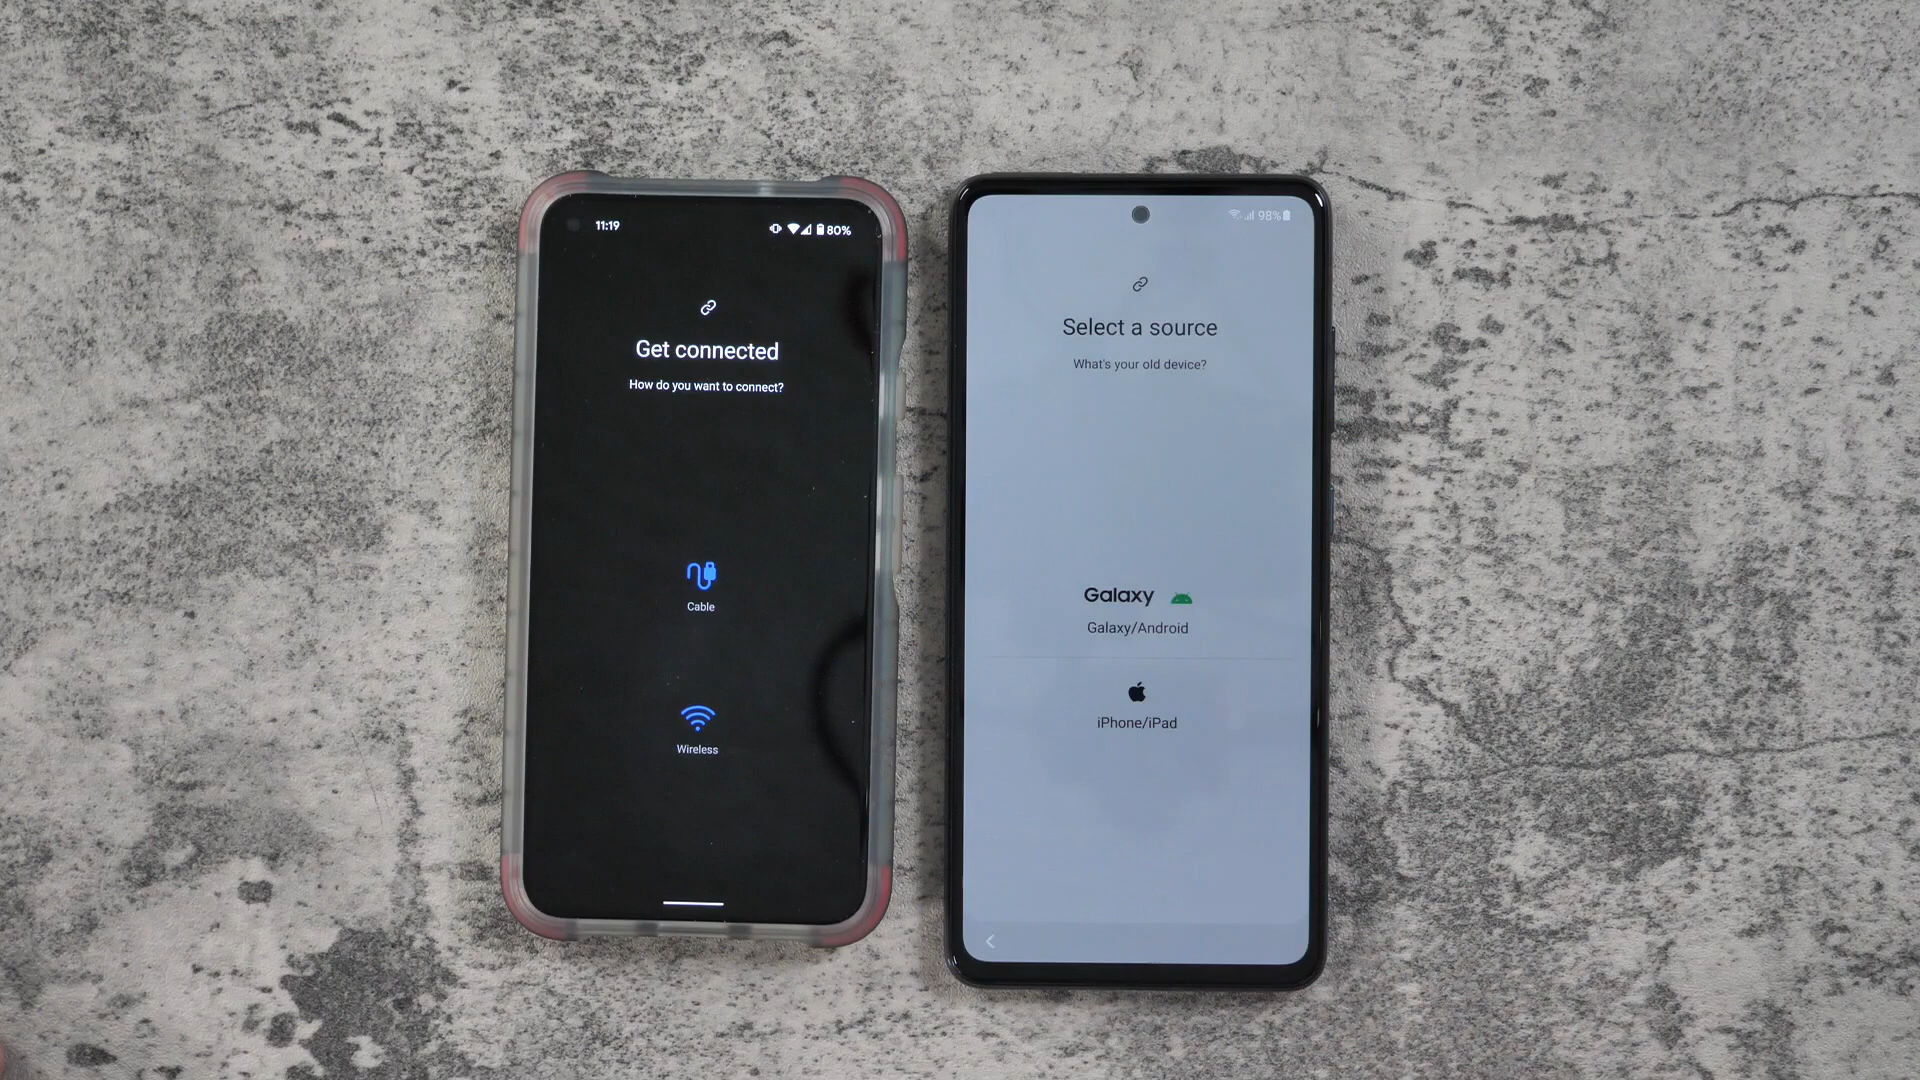 11:19
80%
Get connected
How do you want to connect?
Cable
Wireless
98%
Select a source
What's your old device?
Galaxy
Galaxy/Android
iPhone/iPad